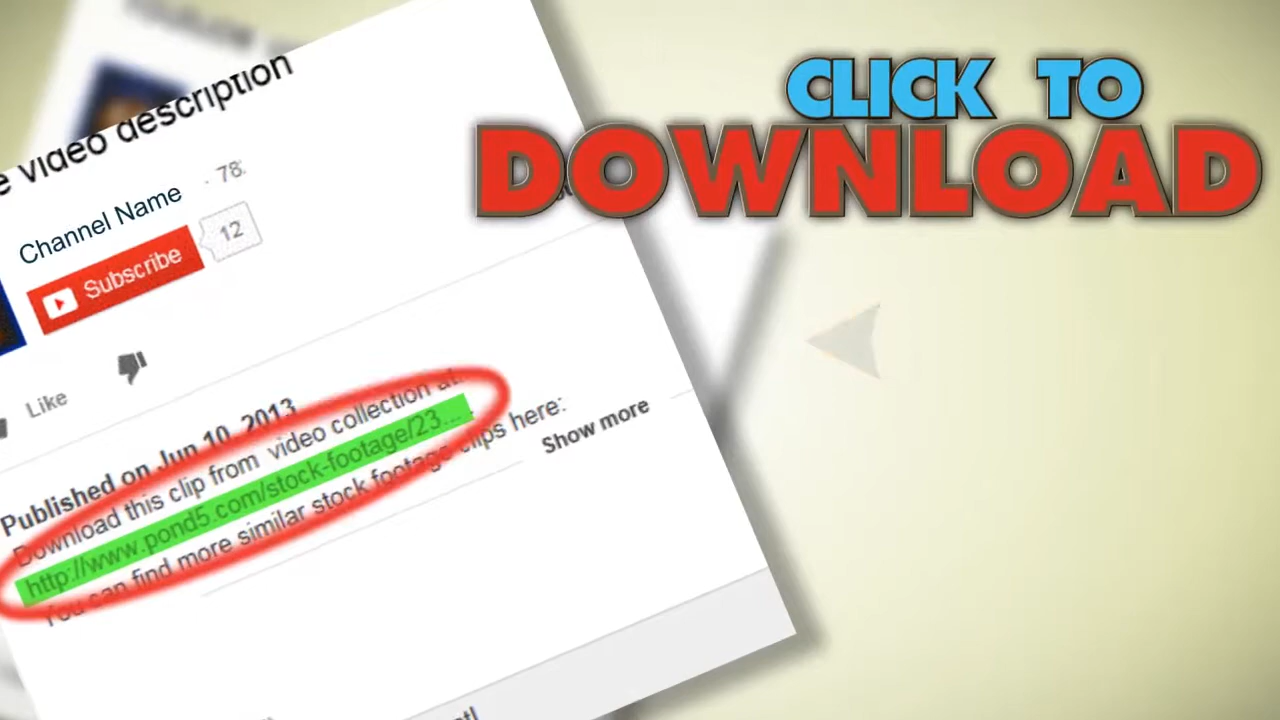 CLICK TO
DOWNLOAD
e video description
Channel Name
78
Subscribe
12
Like
Published on Jun 10, 2013
Download this clip from video collection at
http://www.pond5.com/stock-footage/23...
You can find more similar stock footage clips here:
Show more